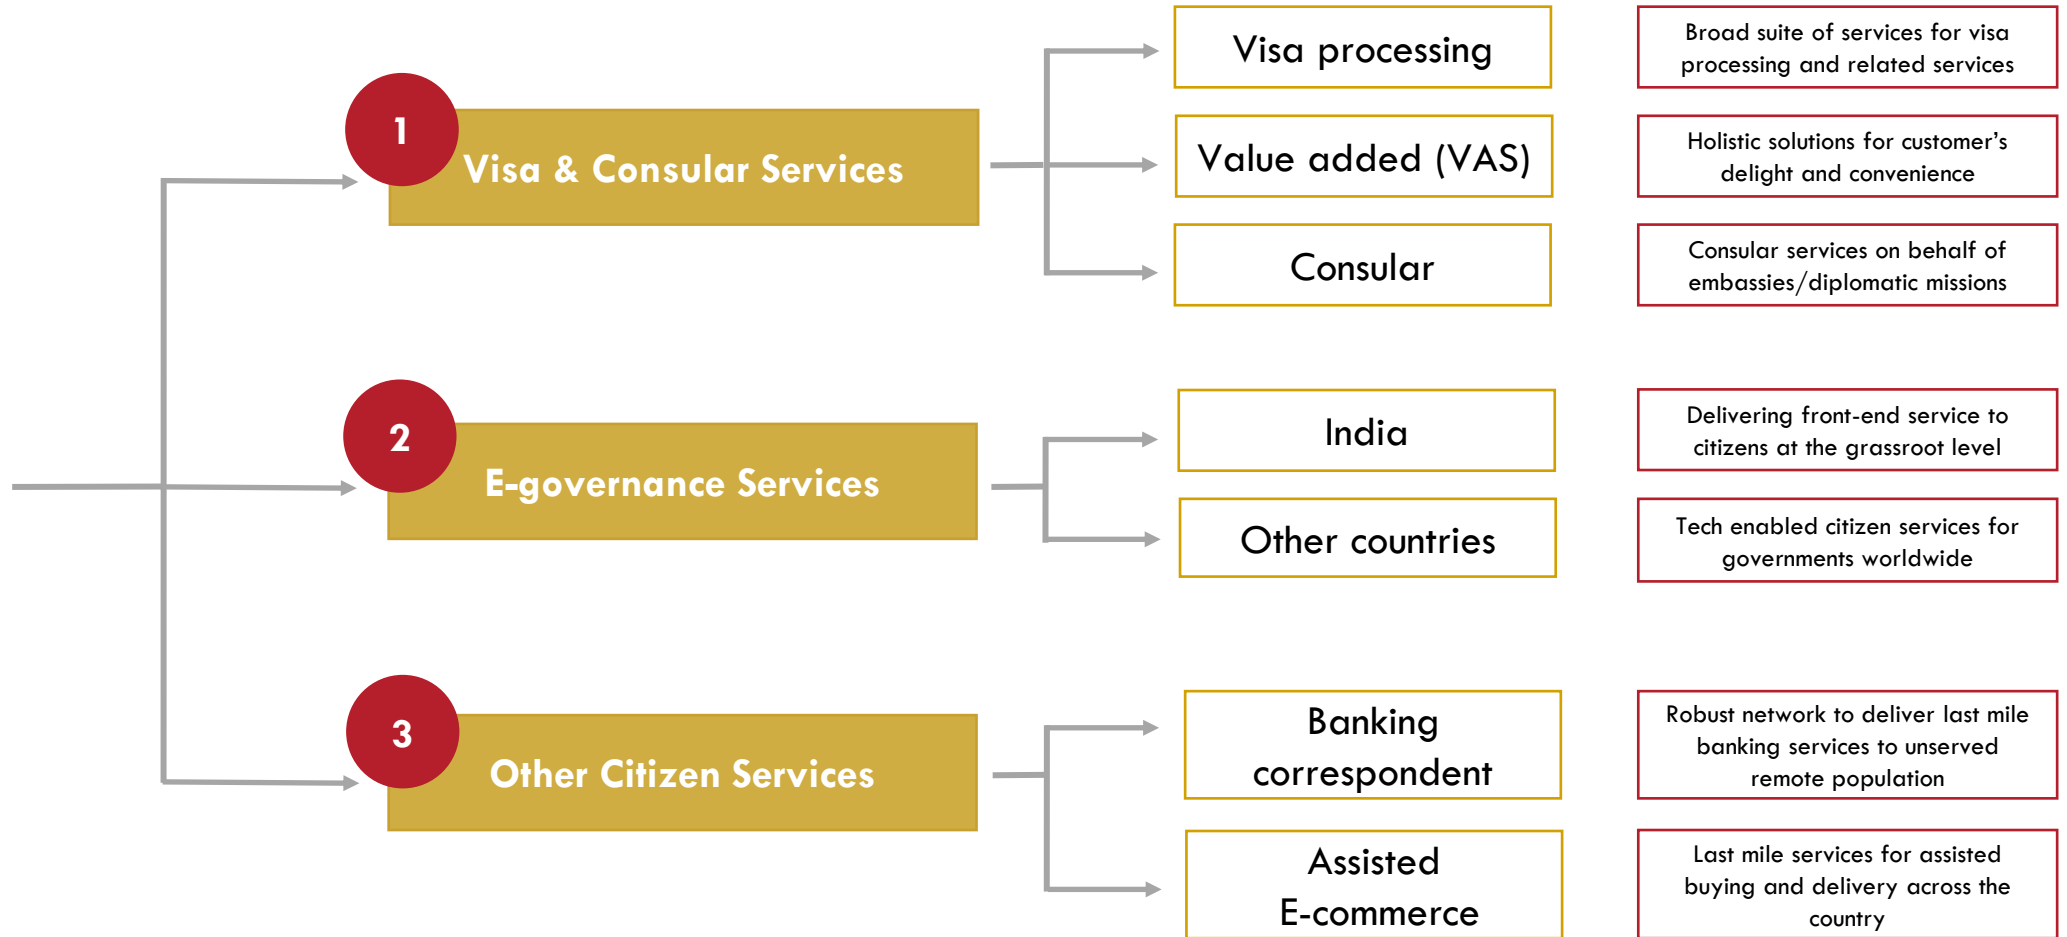 1
Visa & Consular Services
Visa processing
Broad suite of services for visa
processing and related services
Value added (VAS)
Holistic solutions for customer’s
delight and convenience
Consular
Consular services on behalf of
embassies/diplomatic missions
2
E-governance Services
India
Delivering front-end service to
citizens at the grassroot level
Other countries
Tech enabled citizen services for
governments worldwide
3
Other Citizen Services
Banking
correspondent
Robust network to deliver last mile
banking services to unserved
remote population
Assisted
E-commerce
Last mile services for assisted
buying and delivery across the
country